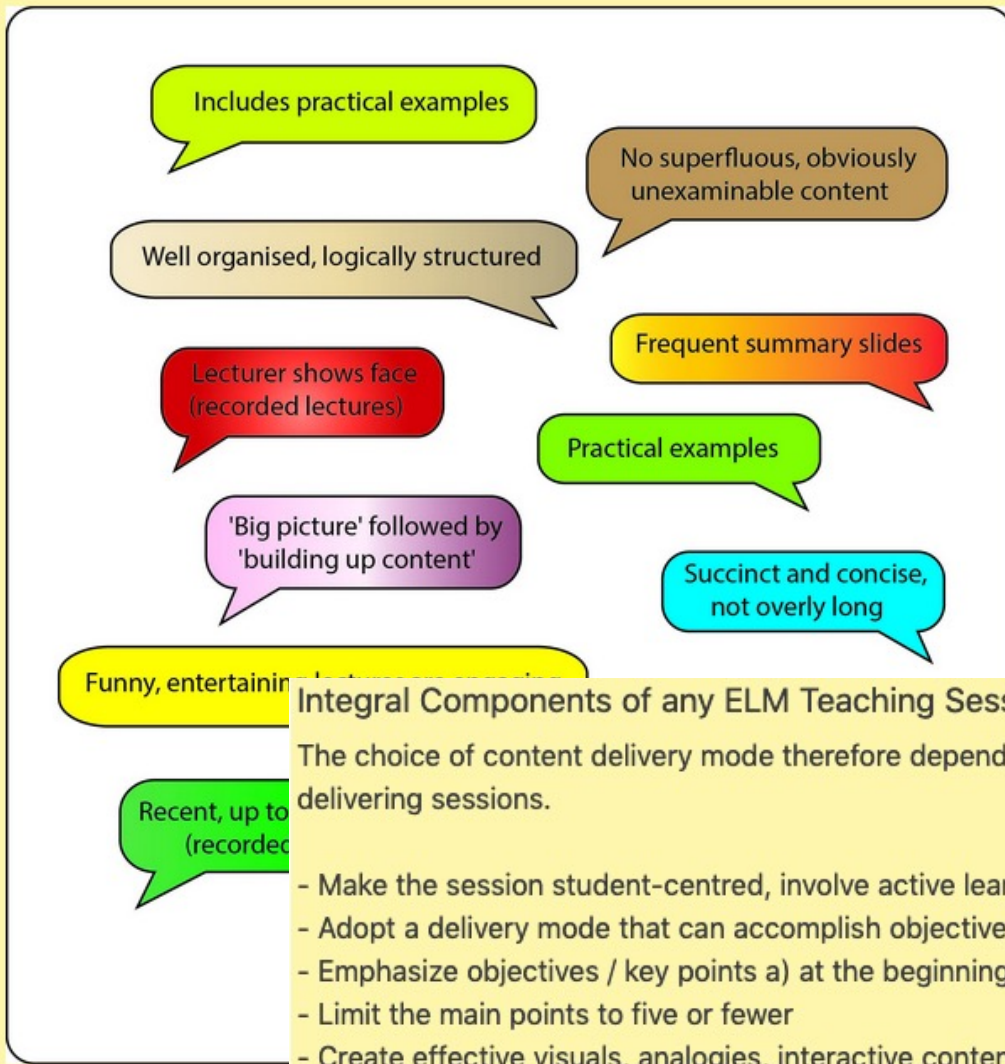 Includes practical examples
No superfluous, obviously
unexaminable content
Well organised, logically structured
Frequent summary slides
Lecturer shows face
(recorded lectures)
Practical examples
'Big picture' followed by
'building up content'
Succinct and concise,
not overly long
Funny, entertaining
Recent, up to
(recorded
Integral Components of any ELM Teaching Sess
The choice of content delivery mode therefore depend
delivering sessions.
- Make the session student-centred, involve active lear
- Adopt a delivery mode that can accomplish objective
- Emphasize objectives / key points a) at the beginning
- Limit the main points to five or fewer
- Create effective visuals, analogies, interactive conten